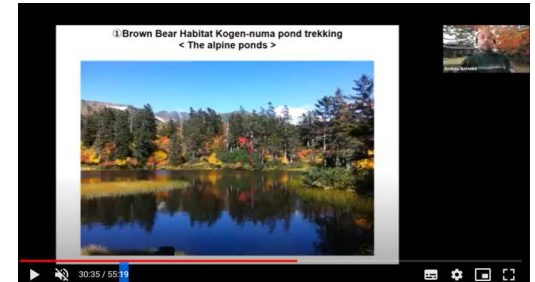 ①Brown Bear Habitat Kogen-numa pond trekking
< The alpine ponds >
30:35 / 55:19